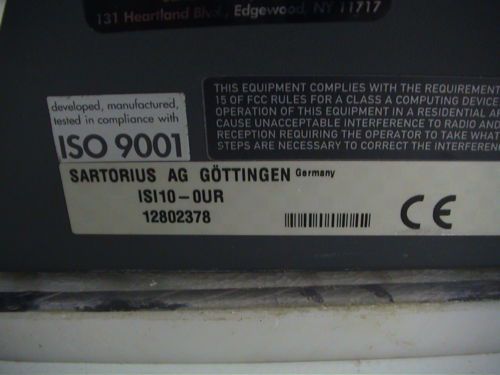 131 Heartland Blvd., Edgewood, NY 11717
developed, manufactured,
tested in compliance with
ISO 9001
THIS EQUIPMENT COMPLIES WITH THE REQUIREMENT
15 OF FCC RULES FOR A CLASS A COMPUTING DEVICE
OPERATION OF THIS EQUIPMENT IN A RESIDENTIAL AR
CAUSE UNACCEPTABLE INTERFERENCE TO RADIO AND
RECEPTION REQUIRING THE OPERATOR TO TAKE WHAT
STEPS ARE NECESSARY TO CORRECT THE INTERFEREN
SARTORIUS AG GÖTTINGEN Germany
ISI10-0UR
12802378
CE